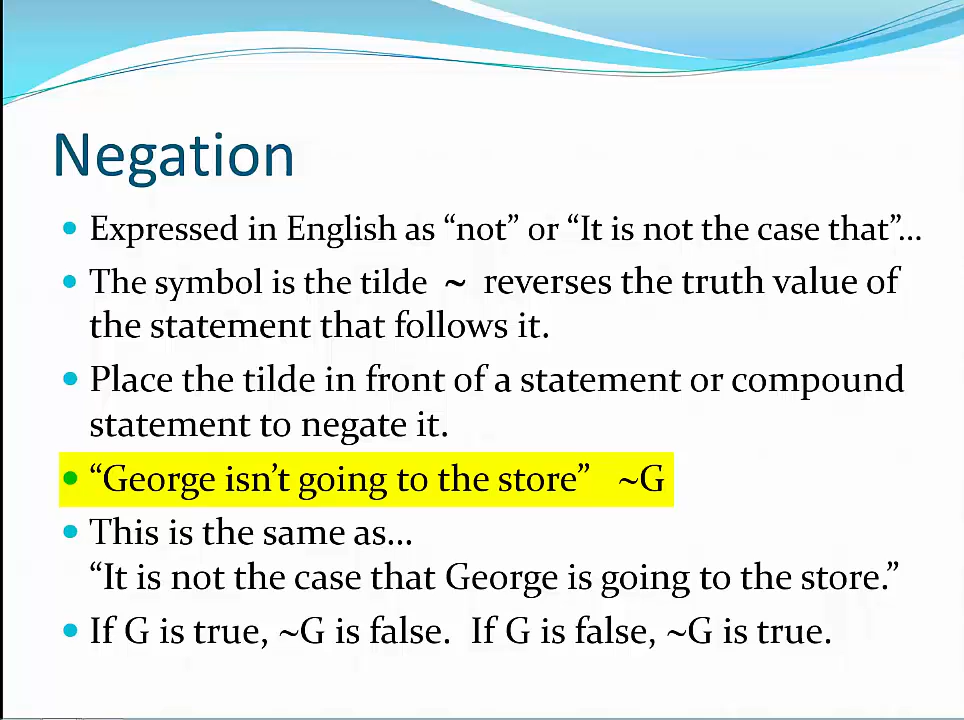 Negation
• Expressed in English as “not” or “It is not the case that”…
• The symbol is the tilde ~ reverses the truth value of
the statement that follows it.
• Place the tilde in front of a statement or compound
statement to negate it.
• “George isn’t going to the store” ~G
• This is the same as…
“It is not the case that George is going to the store.”
• If G is true, ~G is false. If G is false, ~G is true.